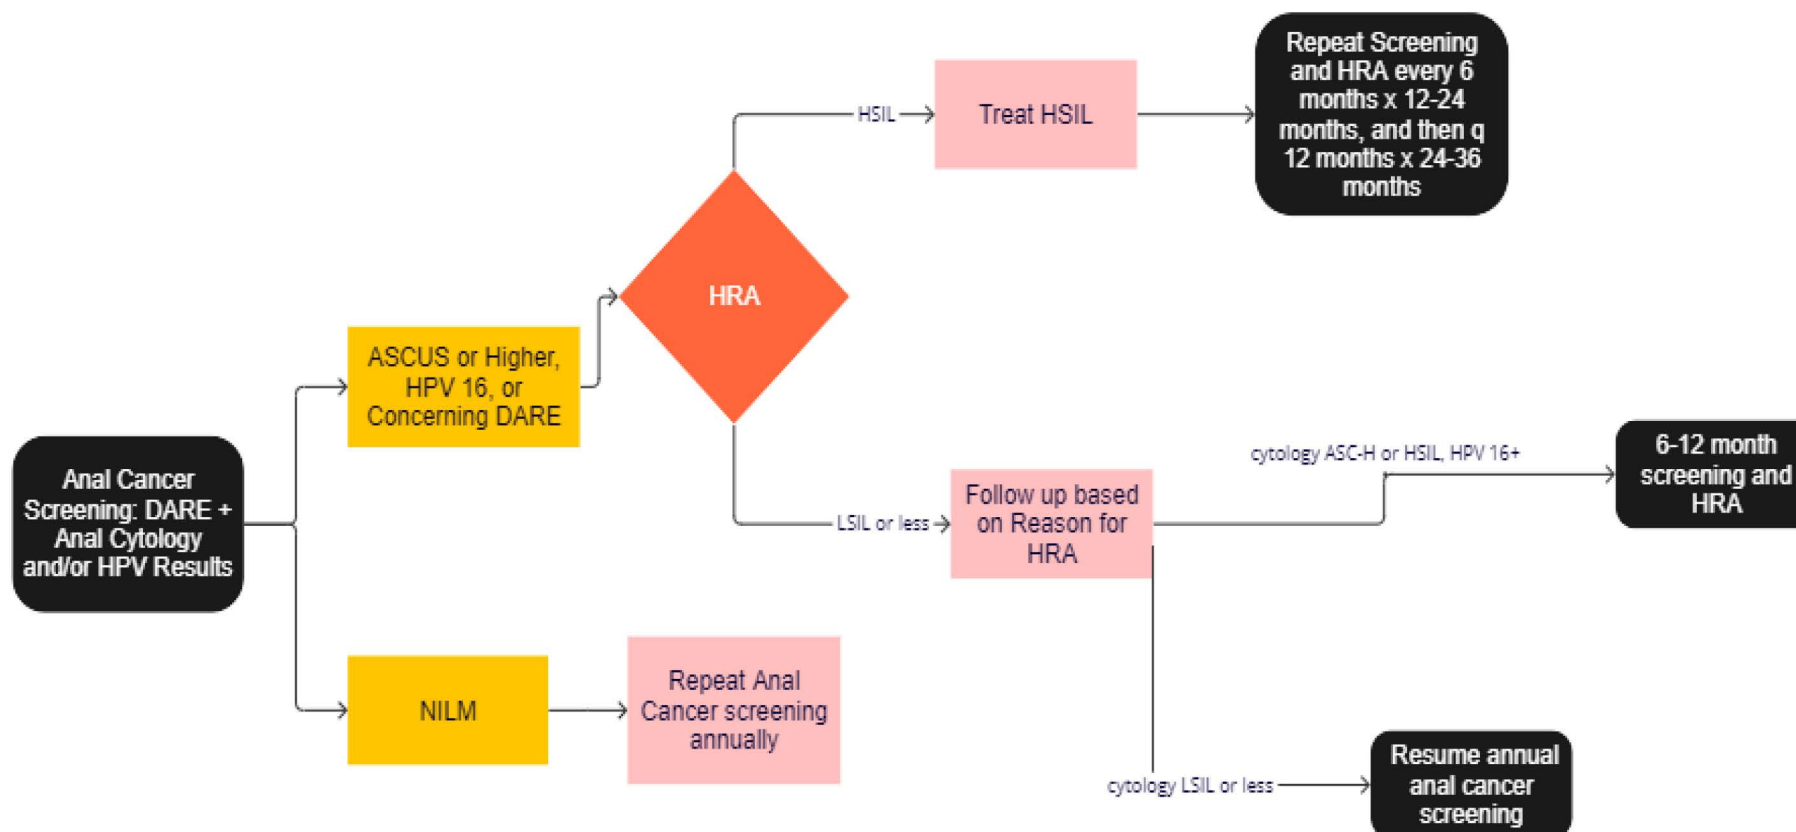 Anal Cancer
Screening: DARE +
Anal Cytology
and/or HPV Results
ASCUS or Higher,
HPV 16, or
Concerning DARE
NILM
Repeat Anal
Cancer screening
annually
HRA
HSIL
Treat HSIL
Repeat Screening
and HRA every 6
months x 12-24
months, and then q
12 months x 24-36
months
LSIL or less
Follow up based
on Reason for
HRA
cytology ASC-H or HSIL, HPV 16+
6-12 month
screening and
HRA
cytology LSIL or less
Resume annual
anal cancer
screening